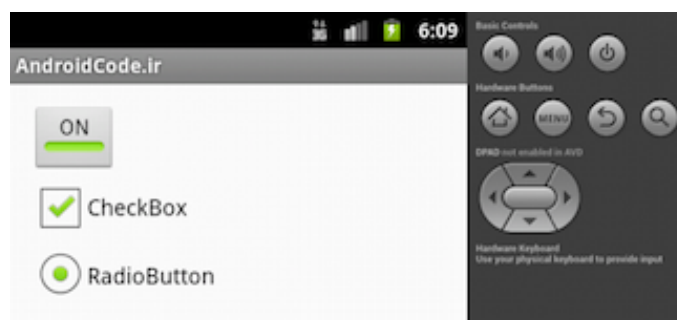 3G
6:09
AndroidCode.ir
ON
CheckBox
RadioButton
Basic Controls
Hardware Buttons
MENU
DPAD not enabled in AVD
Hardware Keyboard
Use your physical keyboard to provide input